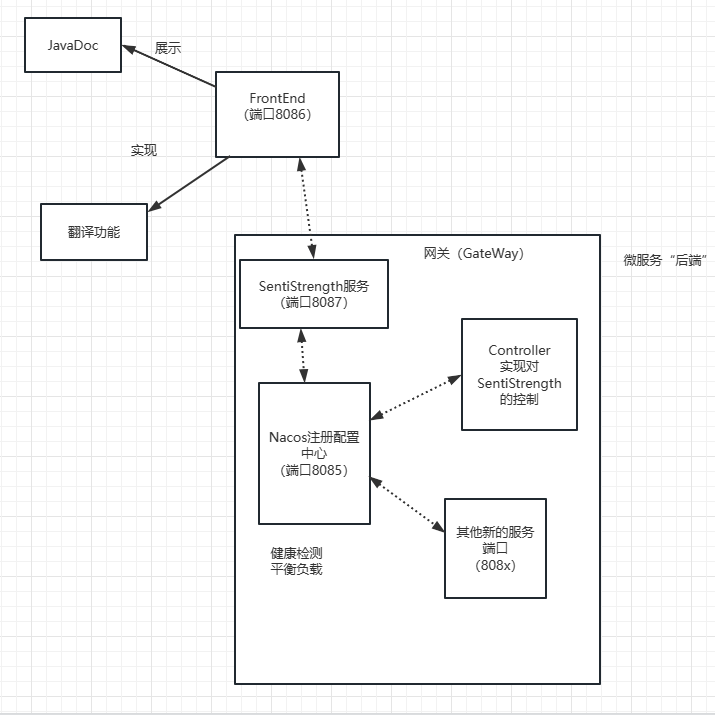 JavaDoc
展示
FrontEnd
（端口8086）
实现
翻译功能
网关（GateWay）
微服务“后端”
SentiStrength服务
（端口8087）
Controller
实现对
SentiStrength
的控制
Nacos注册配置
中心
（端口8085）
其他新的服务
端口
（808x）
健康检测
平衡负载